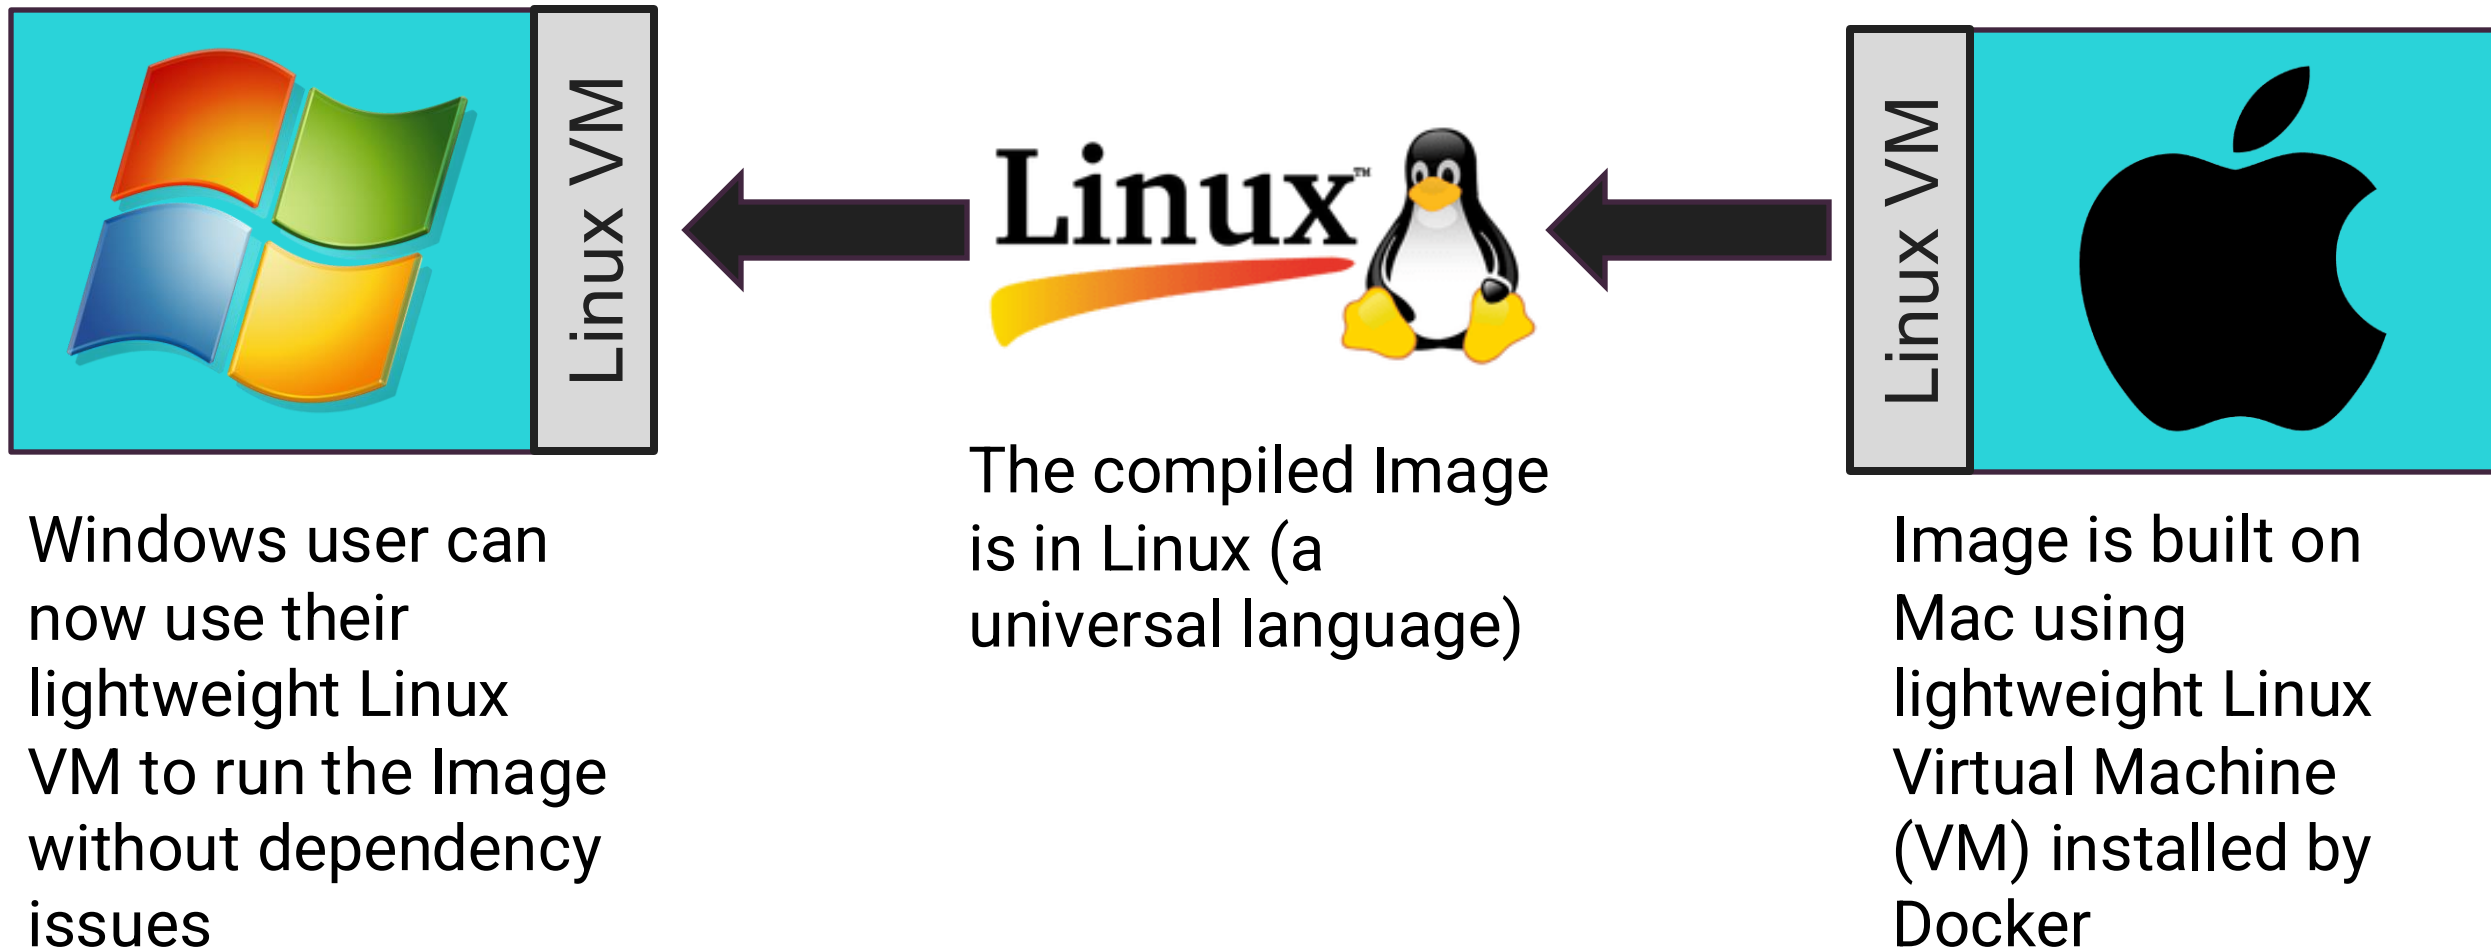 Linux VM
Windows user can
now use their
lightweight Linux
VM to run the Image
without dependency
issues
Linux™
The compiled Image
is in Linux (a
universal language)
Linux VM
Image is built on
Mac using
lightweight Linux
Virtual Machine
(VM) installed by
Docker